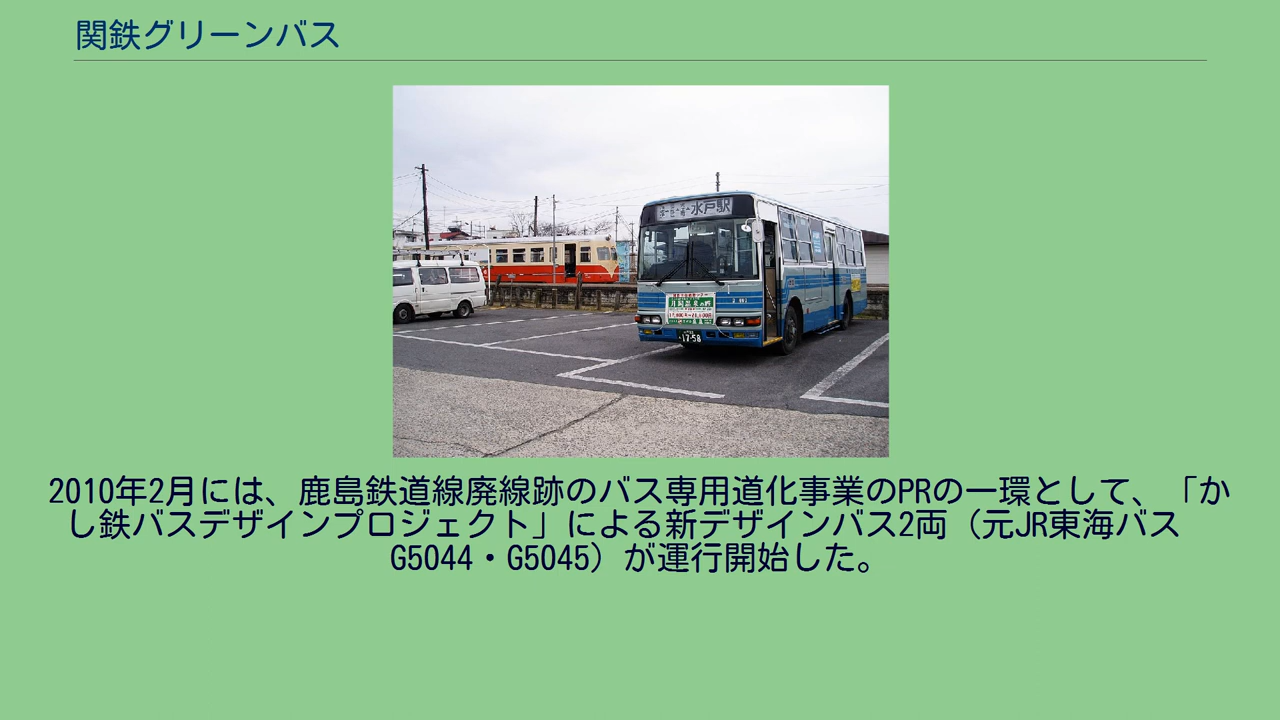 関鉄グリーンバス
水戸駅
17-58
2010年2月には、鹿島鉄道線廃線跡のバス専用道化事業のPRの一環として、「か
し鉄バスデザインプロジェクト」による新デザインバス2両（元JR東海バス
G5044・G5045）が運行開始した。